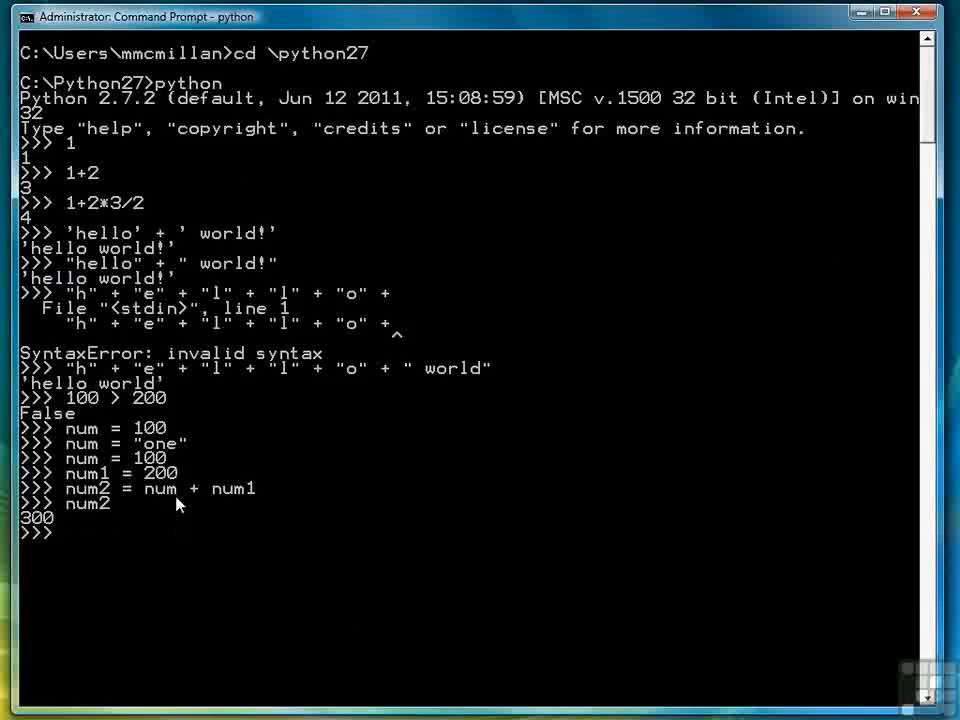 Administrator: Command Prompt - python
C:\Users\mmcmillan>cd \python27
C:\Python27>python
Python 2.7.2 (default, Jun 12 2011, 15:08:59) [MSC v.1500 32 bit (Intel)] on win
32
Type "help", "copyright", "credits" or "license" for more information.
>>> 1
1
>>> 1+2
3
>>> 1+2*3/2
4
>>> 'hello' + ' world!'
'hello world!'
>>> "hello" + " world!"
'hello world!'
>>> "h" + "e" + "l" + "l" + "o" +
  File "<stdin>", line 1
    "h" + "e" + "l" + "l" + "o" +
                                  ^
SyntaxError: invalid syntax
>>> "h" + "e" + "l" + "l" + "o" + " world"
'hello world'
>>> 100 > 200
False
>>> num = 100
>>> num = "one"
>>> num = 100
>>> num1 = 200
>>> num2 = num + num1
>>> num2
300
>>>